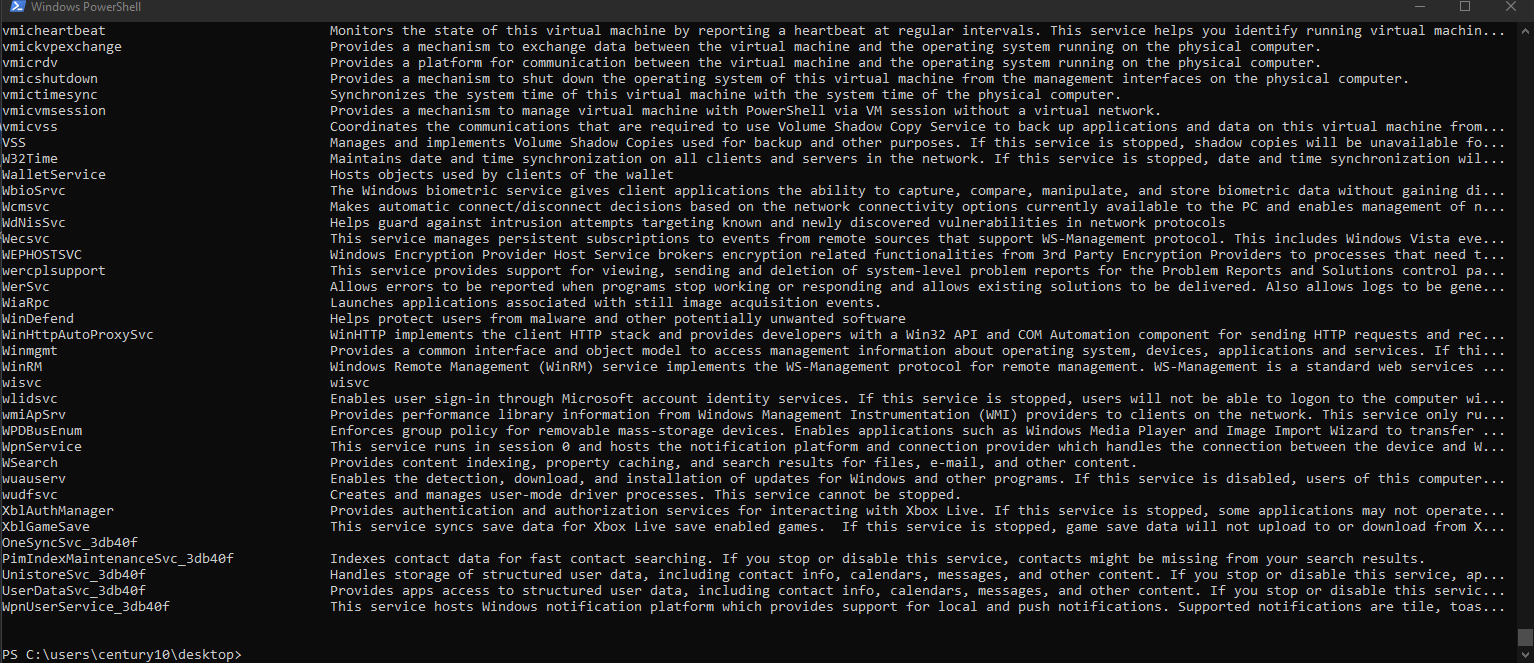 Windows PowerShell
vmicheartbeat Monitors the state of this virtual machine by reporting a heartbeat at regular intervals. This service helps you identify running virtual machin...
vmickvpexchange Provides a mechanism to exchange data between the virtual machine and the operating system running on the physical computer.
vmicrdv Provides a platform for communication between the virtual machine and the operating system running on the physical computer.
vmicshutdown Provides a mechanism to shut down the operating system of this virtual machine from the management interfaces on the physical computer.
vmictimesync Synchronizes the system time of this virtual machine with the system time of the physical computer.
vmicvmsession Provides a mechanism to manage virtual machine with PowerShell via VM session without a virtual network.
vmicvss Coordinates the communications that are required to use Volume Shadow Copy Service to back up applications and data on this virtual machine from...
VSS Manages and implements Volume Shadow Copies used for backup and other purposes. If this service is stopped, shadow copies will be unavailable fo...
W32Time Maintains date and time synchronization on all clients and servers in the network. If this service is stopped, date and time synchronization wil...
WalletService Hosts objects used by clients of the wallet
WbioSrvc The Windows biometric service gives client applications the ability to capture, compare, manipulate, and store biometric data without gaining di...
Wcmsvc Makes automatic connect/disconnect decisions based on the network connectivity options currently available to the PC and enables management of n...
WdNisSvc Helps guard against intrusion attempts targeting known and newly discovered vulnerabilities in network protocols
Wecsvc This service manages persistent subscriptions to events from remote sources that support WS-Management protocol. This includes Windows Vista eve...
WEPHOSTSVC Windows Encryption Provider Host Service brokers encryption related functionalities from 3rd Party Encryption Providers to processes that need t...
wercplsupport This service provides support for viewing, sending and deletion of system-level problem reports for the Problem Reports and Solutions control pa...
WerSvc Allows errors to be reported when programs stop working or responding and allows existing solutions to be delivered. Also allows logs to be gene...
WiaRpc Launches applications associated with still image acquisition events.
WinDefend Helps protect users from malware and other potentially unwanted software
WinHttpAutoProxySvc WinHTTP implements the client HTTP stack and provides developers with a Win32 API and COM Automation component for sending HTTP requests and rec...
Winmgmt Provides a common interface and object model to access management information about operating system, devices, applications and services. If thi...
WinRM Windows Remote Management (WinRM) service implements the WS-Management protocol for remote management. WS-Management is a standard web services ...
wisvc wisvc
wlidsvc Enables user sign-in through Microsoft account identity services. If this service is stopped, users will not be able to logon to the computer wi...
wmiApSrv Provides performance library information from Windows Management Instrumentation (WMI) providers to clients on the network. This service only ru...
WPDBusEnum Enforces group policy for removable mass-storage devices. Enables applications such as Windows Media Player and Image Import Wizard to transfer ...
WpnService This service runs in session 0 and hosts the notification platform and connection provider which handles the connection between the device and W...
WSearch Provides content indexing, property caching, and search results for files, e-mail, and other content.
wuauserv Enables the detection, download, and installation of updates for Windows and other programs. If this service is disabled, users of this computer...
wudfsvc Creates and manages user-mode driver processes. This service cannot be stopped.
XblAuthManager Provides authentication and authorization services for interacting with Xbox Live. If this service is stopped, some applications may not operate...
XblGameSave This service syncs save data for Xbox Live save enabled games.  If this service is stopped, game save data will not upload to or download from X...
OneSyncSvc_3db40f
PimIndexMaintenanceSvc_3db40f Indexes contact data for fast contact searching. If you stop or disable this service, contacts might be missing from your search results.
UnistoreSvc_3db40f Handles storage of structured user data, including contact info, calendars, messages, and other content. If you stop or disable this service, ap...
UserDataSvc_3db40f Provides apps access to structured user data, including contact info, calendars, messages, and other content. If you stop or disable this servic...
WpnUserService_3db40f This service hosts Windows notification platform which provides support for local and push notifications. Supported notifications are tile, toas...
PS C:\users\century10\desktop>